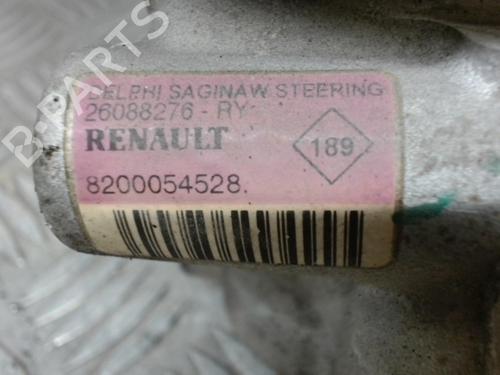 B-PARTS
DELPHI SAGINAW STEERING
26088276 - RY
RENAULT
189
8200054528.